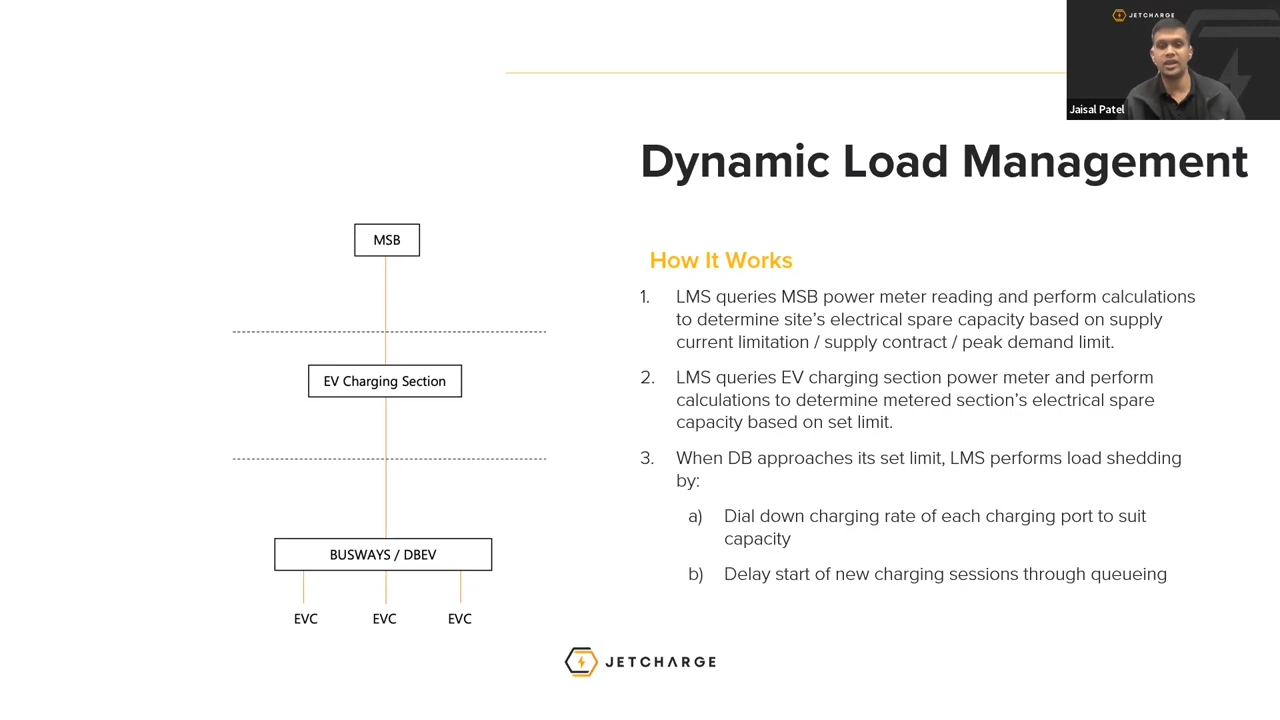 JETCHARGE
Jaisal Patel
Dynamic Load Management
MSB
EV Charging Section
BUSWAYS / DBEV
EVC EVC EVC
How It Works
1. LMS queries MSB power meter reading and perform calculations
to determine site’s electrical spare capacity based on supply
current limitation / supply contract / peak demand limit.
2. LMS queries EV charging section power meter and perform
calculations to determine metered section’s electrical spare
capacity based on set limit.
3. When DB approaches its set limit, LMS performs load shedding
by:
a) Dial down charging rate of each charging port to suit
capacity
b) Delay start of new charging sessions through queueing
JETCHARGE